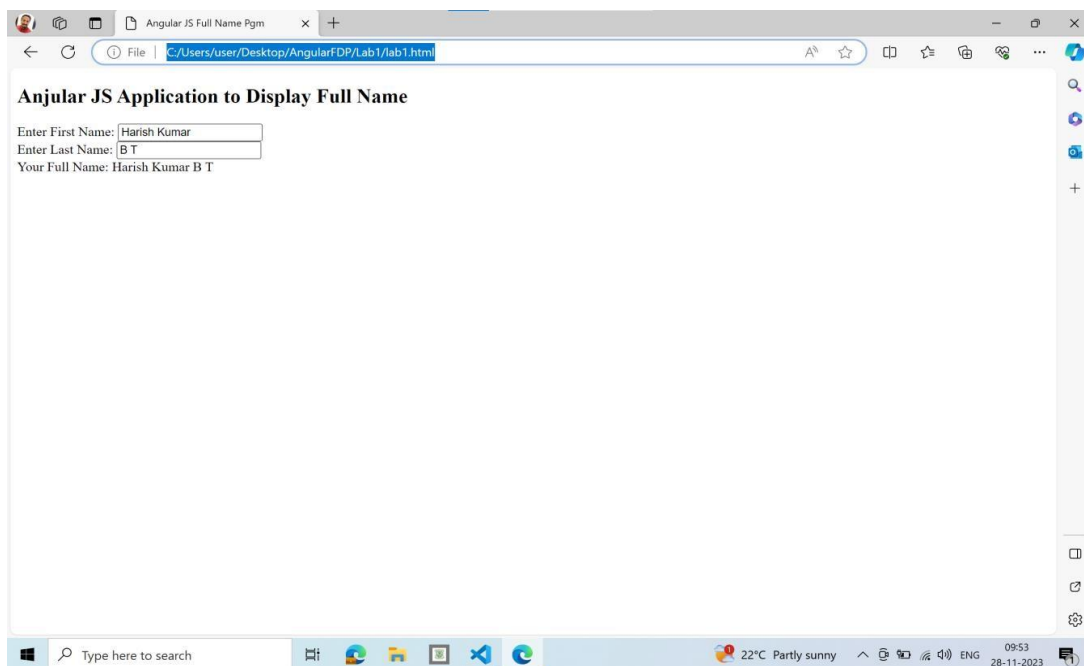 Angular JS Full Name Pgm
File
C:/Users/user/Desktop/AngularFDP/Lab1/lab1.html
Anjular JS Application to Display Full Name
Enter First Name: Harish Kumar
Enter Last Name: B T
Your Full Name: Harish Kumar B T
Type here to search
22°C Partly sunny
ENG
09:53
28-11-2023